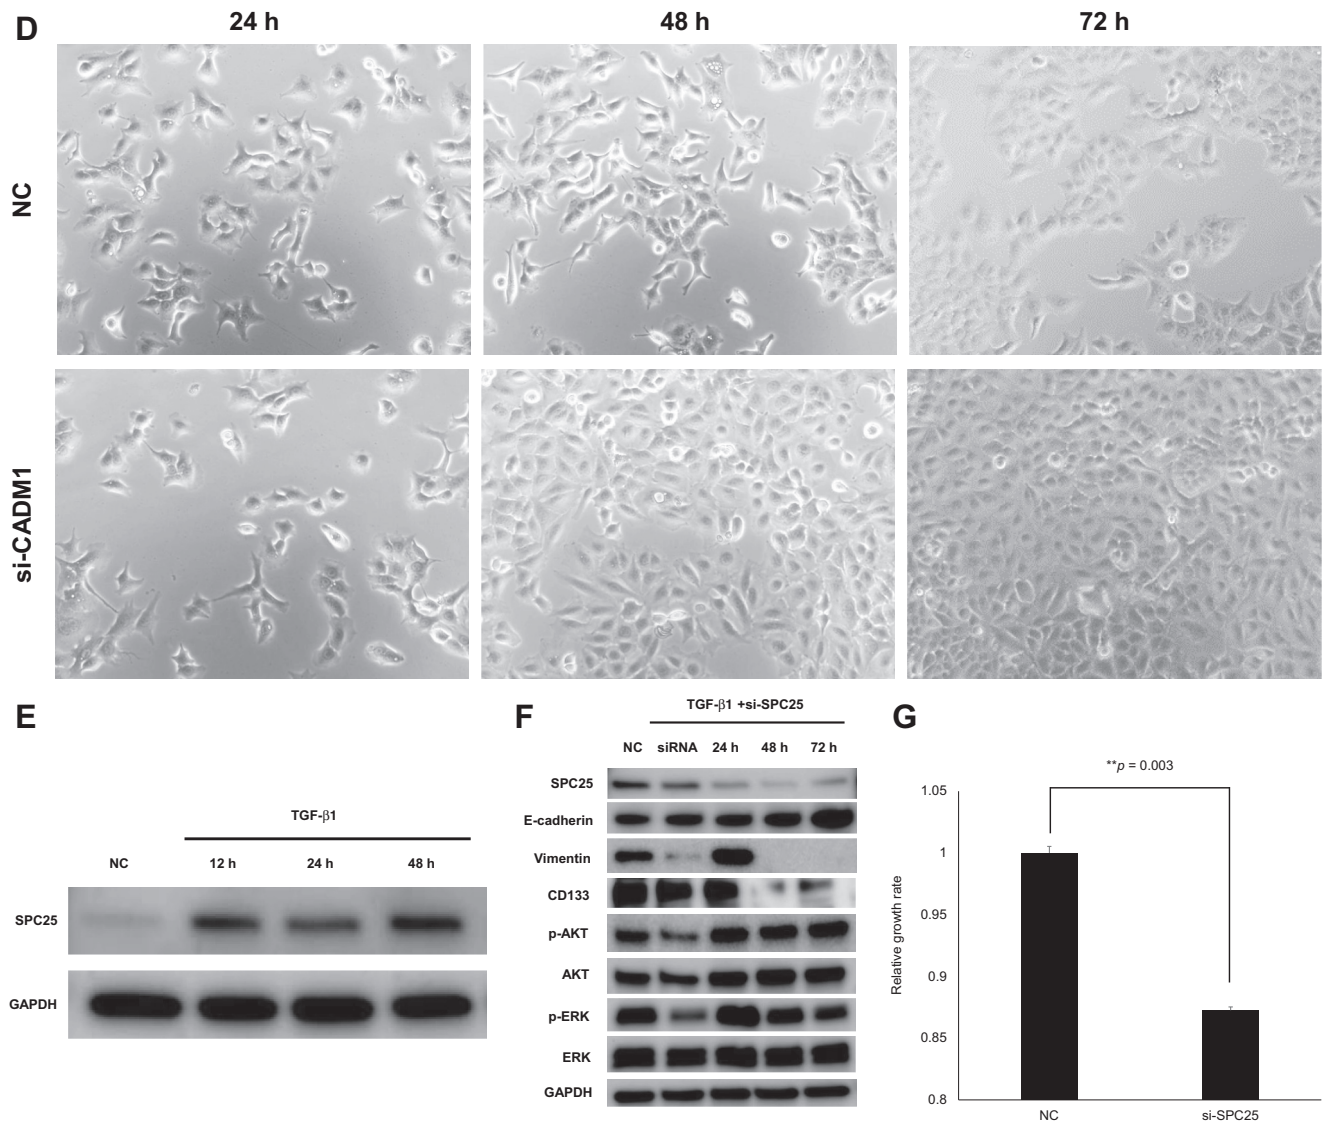 D
24 h
48 h
72 h
NC
si-CADM1
E
TGF-β1
NC
12 h
24 h
48 h
SPC25
GAPDH
F
TGF-β1 +si-SPC25
NC
siRNA
24 h
48 h
72 h
SPC25
E-cadherin
Vimentin
CD133
p-AKT
AKT
p-ERK
ERK
GAPDH
G
**p = 0.003
Relative growth rate
1.05
1
0.95
0.9
0.85
0.8
NC
si-SPC25